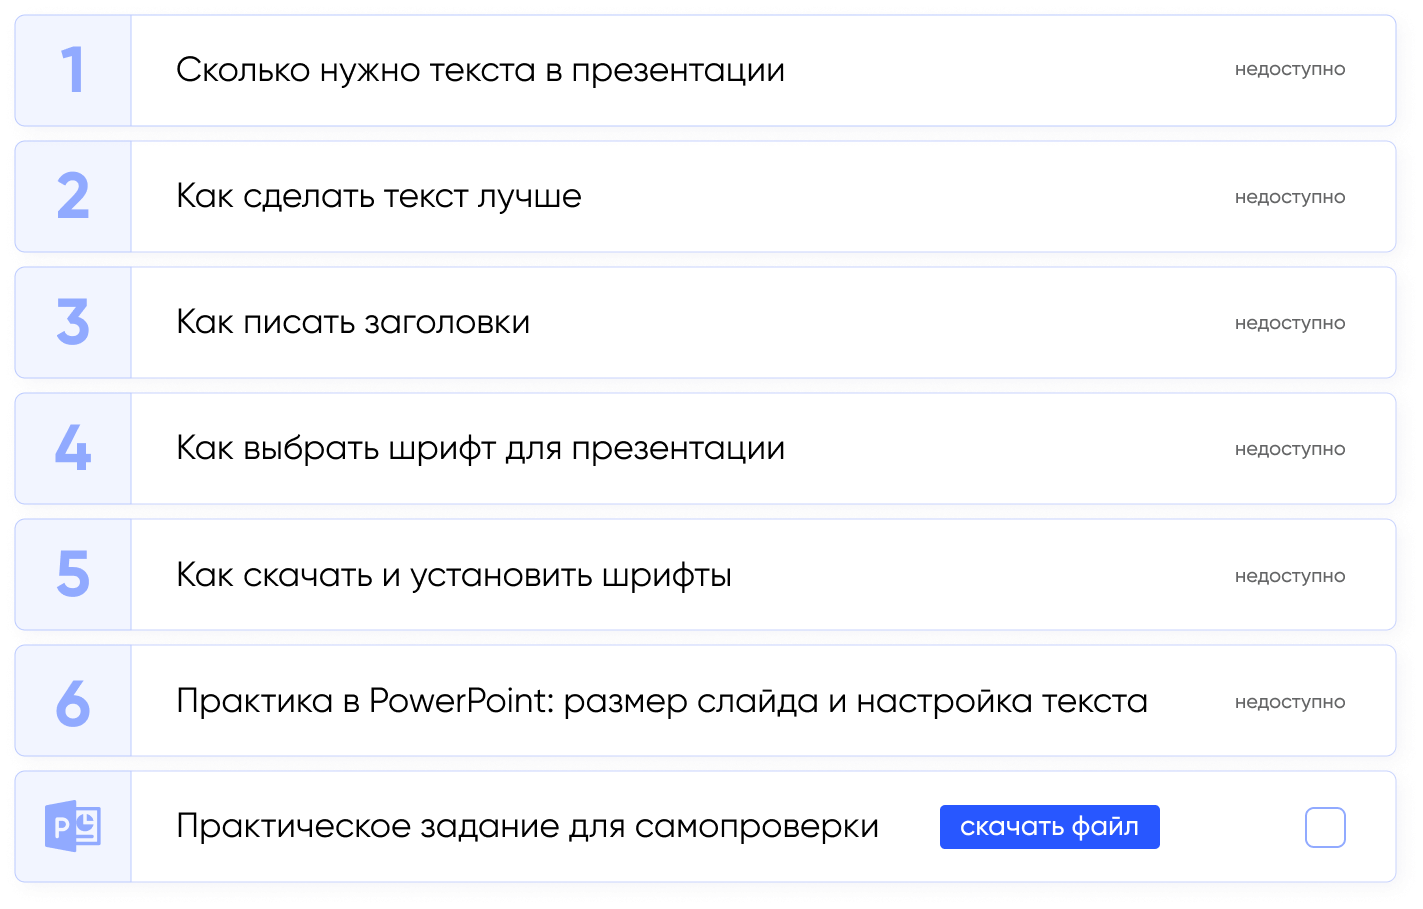 1
Сколько нужно текста в презентации
недоступно
2
Как сделать текст лучше
недоступно
3
Как писать заголовки
недоступно
4
Как выбрать шрифт для презентации
недоступно
5
Как скачать и установить шрифты
недоступно
6
Практика в PowerPoint: размер слайда и настройка текста
недоступно
P
Практическое задание для самопроверки
скачать файл